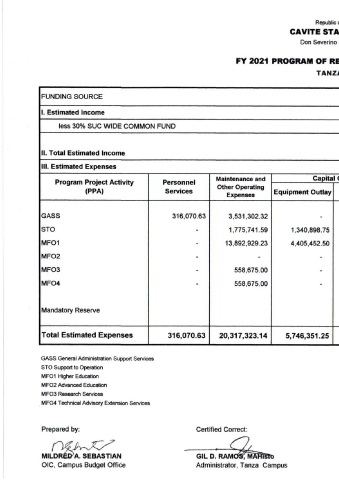 Republic
CAVITE STA
Don Severino
FY 2021 PROGRAM OF RE
TANZA
FUNDING SOURCE
I. Estimated Income
less 30% SUC WIDE COMMON FUND
II. Total Estimated Income
III. Estimated Expenses
Program Project Activity (PPA) Personnel Services Maintenance and Other Operating Expenses Capital
Equipment Outlay
GASS 316,070.63 3,531,302.32 -
STO - 1,775,741.59 1,340,898.75
MFO1 - 13,892,929.23 4,405,452.50
MFO2 - - -
MFO3 - 558,675.00
MFO4 - 558,675.00
Mandatory Reserve
Total Estimated Expenses 316,070.63 20,317,323.14 5,746,351.25
GASS General Administration Support Services
STO Support to Operation
MFO1 Higher Education
MFO2 Advanced Education
MFO3 Research Services
MFO4 Technical Advisory Extension Services
Prepared by: Certified Correct:
MILDRED A. SEBASTIAN GIL D. RAMOS, MAHisto
OIC, Campus Budget Office Administrator, Tanza Campus